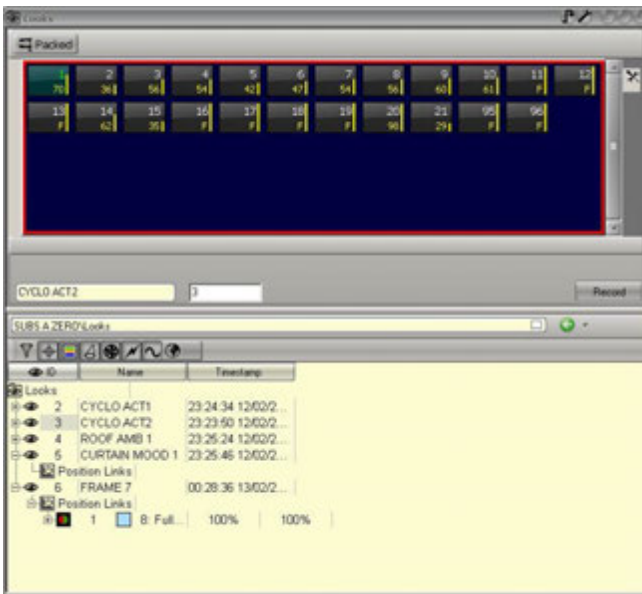 Looks
Packed
1 2 3 4 5 6 7 8 9 10 11 12
70 36 56 54 42 47 54 56 60 61 F F
13 14 15 16 17 18 19 20 21 95 96
F 62 35 F F F F 98 29 F F
CYCLO ACT2 3 Record
SUBS A ZERO\Looks
ID Name Timestamp
Looks
2 CYCLO ACT1 23:24:34 12/02/2...
3 CYCLO ACT2 23:23:50 12/02/2...
4 ROOF AMB 1 23:25:24 12/02/2...
5 CURTAIN MOOD 1 23:25:46 12/02/2...
Position Links
6 FRAME 7 00:28:36 13/02/2...
Position Links
1 8: Full... 100% 100%